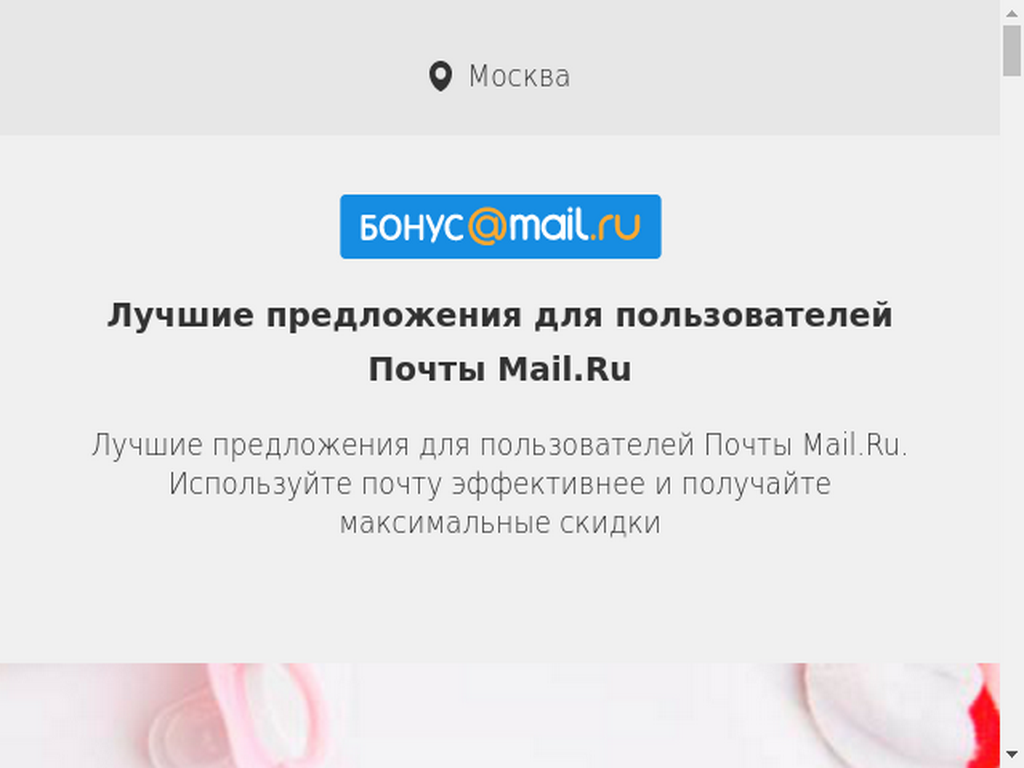 Москва
БОНУС@mail.ru
Лучшие предложения для пользователей
Почты Mail.Ru
Лучшие предложения для пользователей Почты Mail.Ru.
Используйте почту эффективнее и получайте
максимальные скидки